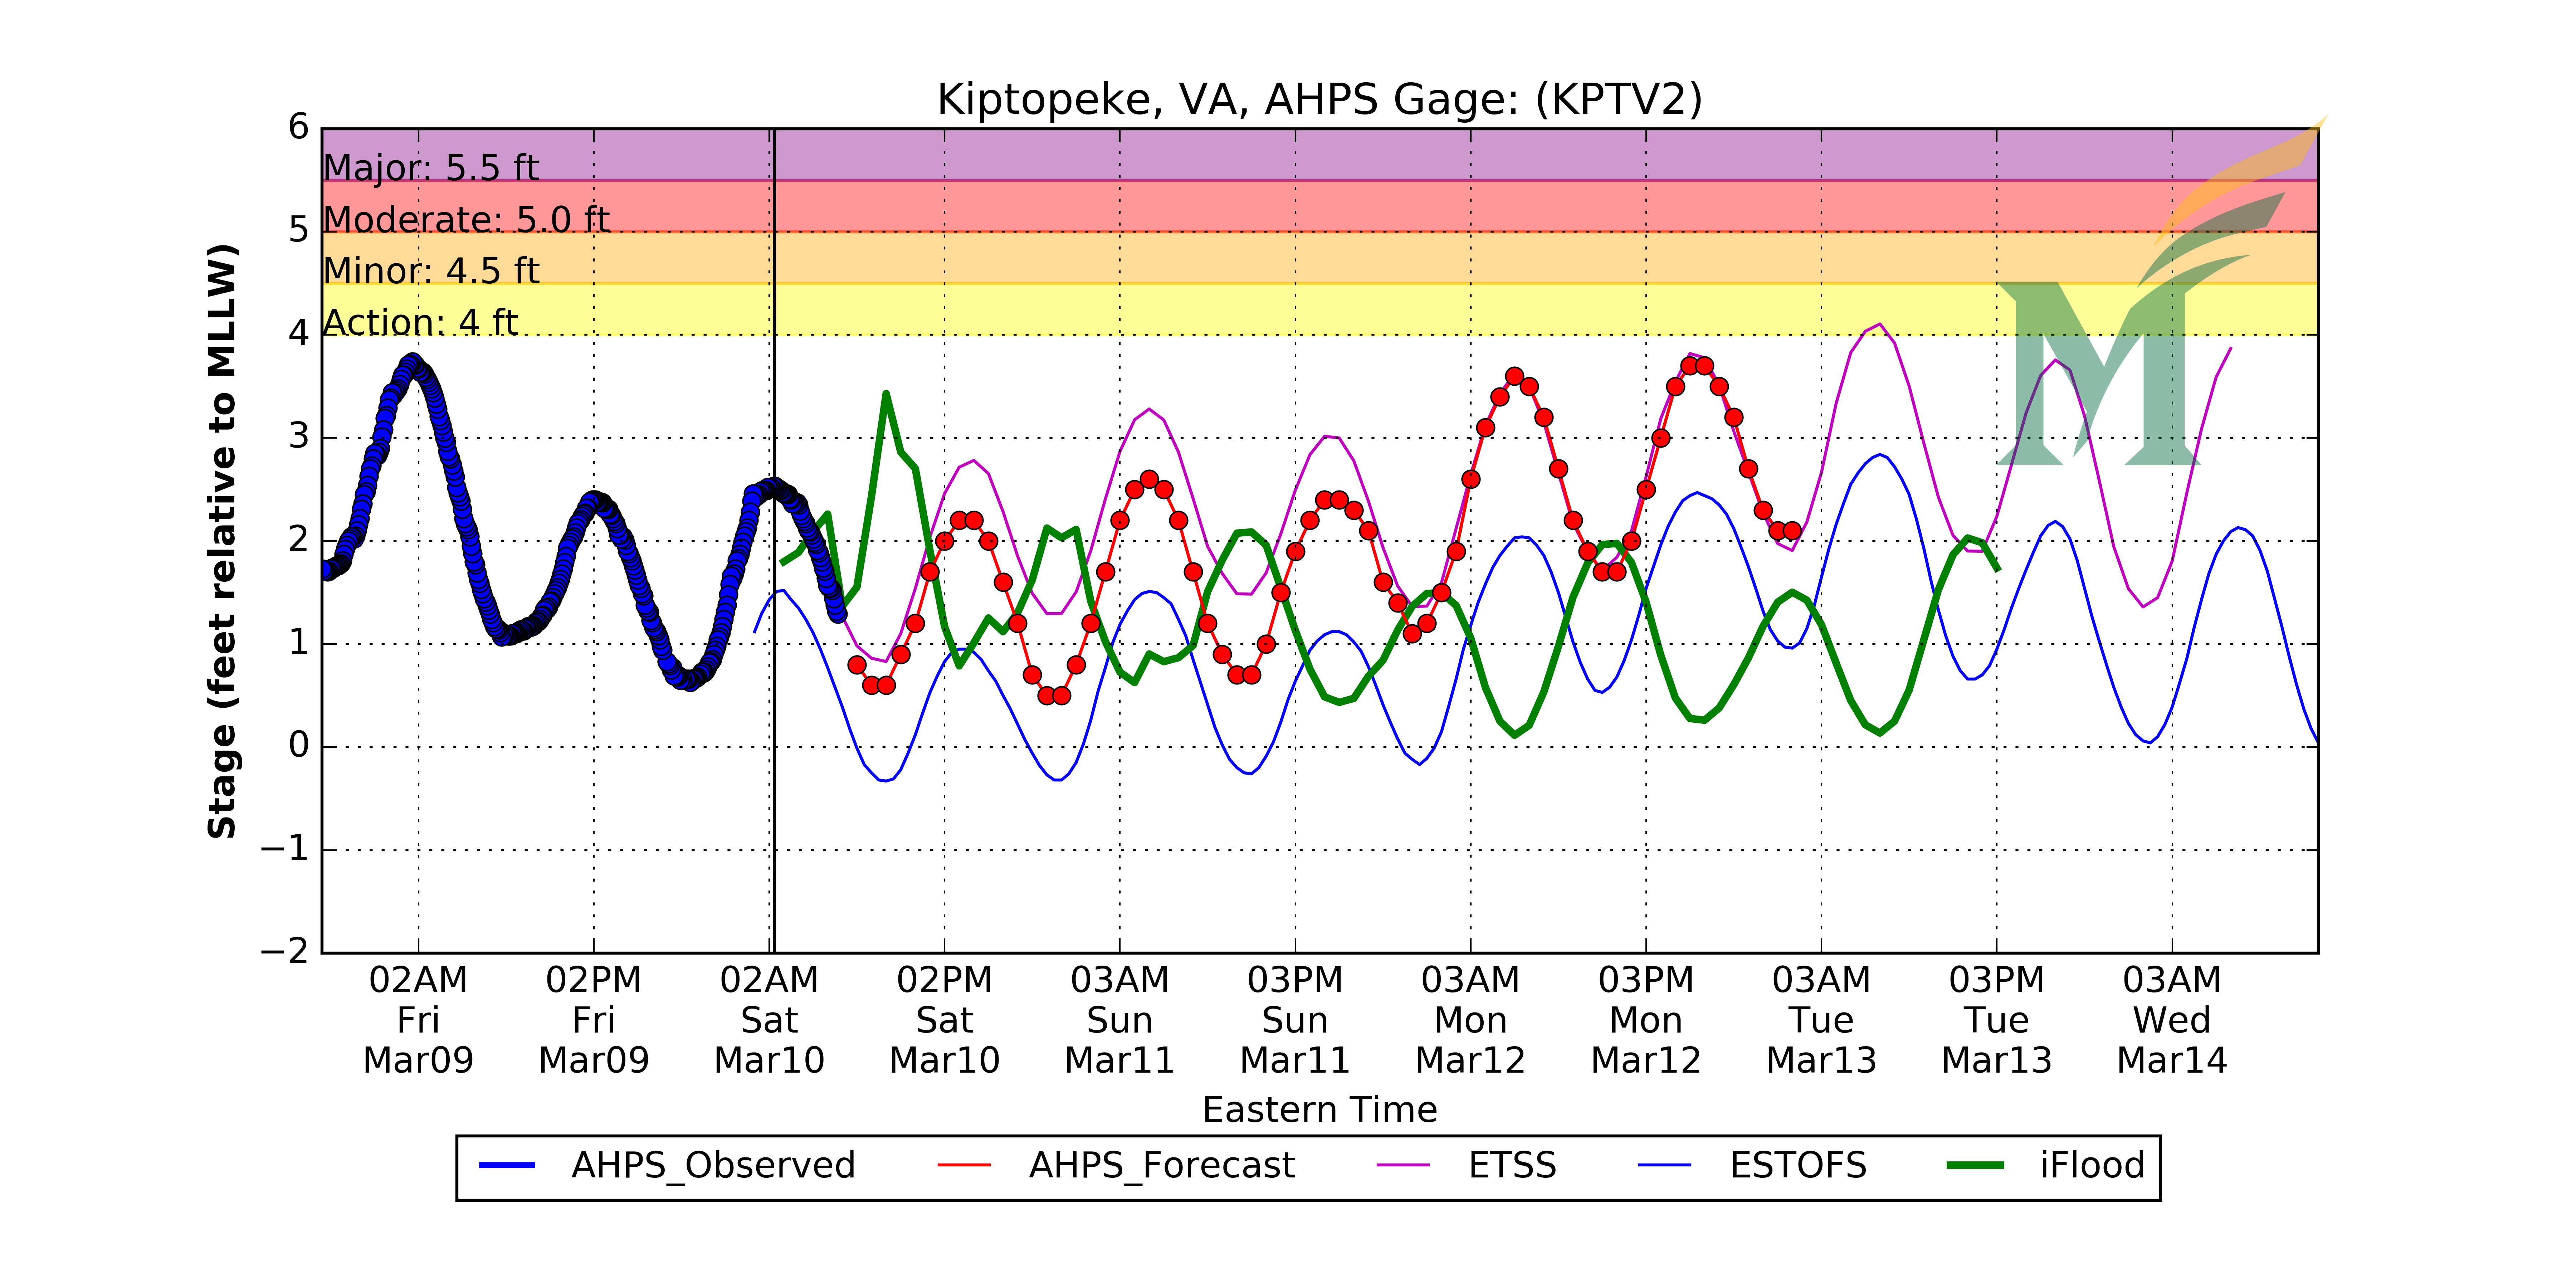 Kiptopeke, VA, AHPS Gage: (KPTV2)
6
5
4
3
2
1
0
−1
−2
Stage (feet relative to MLLW)
Major: 5.5 ft
Moderate: 5.0 ft
Minor: 4.5 ft
Action: 4 ft
M
02AM 02PM 02AM 02PM 03AM 03PM 03AM 03PM 03AM 03PM 03AM
Fri Fri Sat Sat Sun Sun Mon Mon Tue Tue Wed
Mar09 Mar09 Mar10 Mar10 Mar11 Mar11 Mar12 Mar12 Mar13 Mar13 Mar14
Eastern Time
AHPS_Observed AHPS_Forecast ETSS ESTOFS iFlood